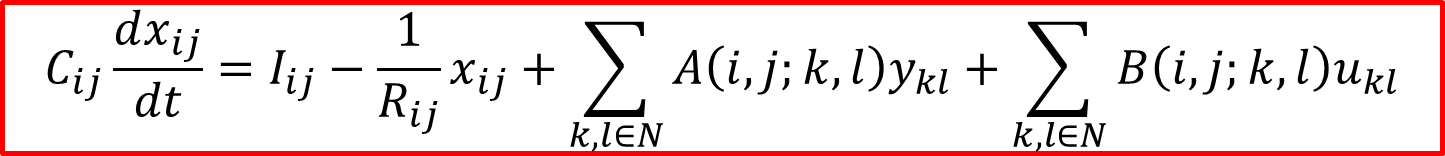 C_{ij} \frac{dx_{ij}}{dt} = I_{ij} - \frac{1}{R_{ij}} x_{ij} + \sum_{k,l \in N} A(i,j;k,l) y_{kl} + \sum_{k,l \in N} B(i,j;k,l) u_{kl}